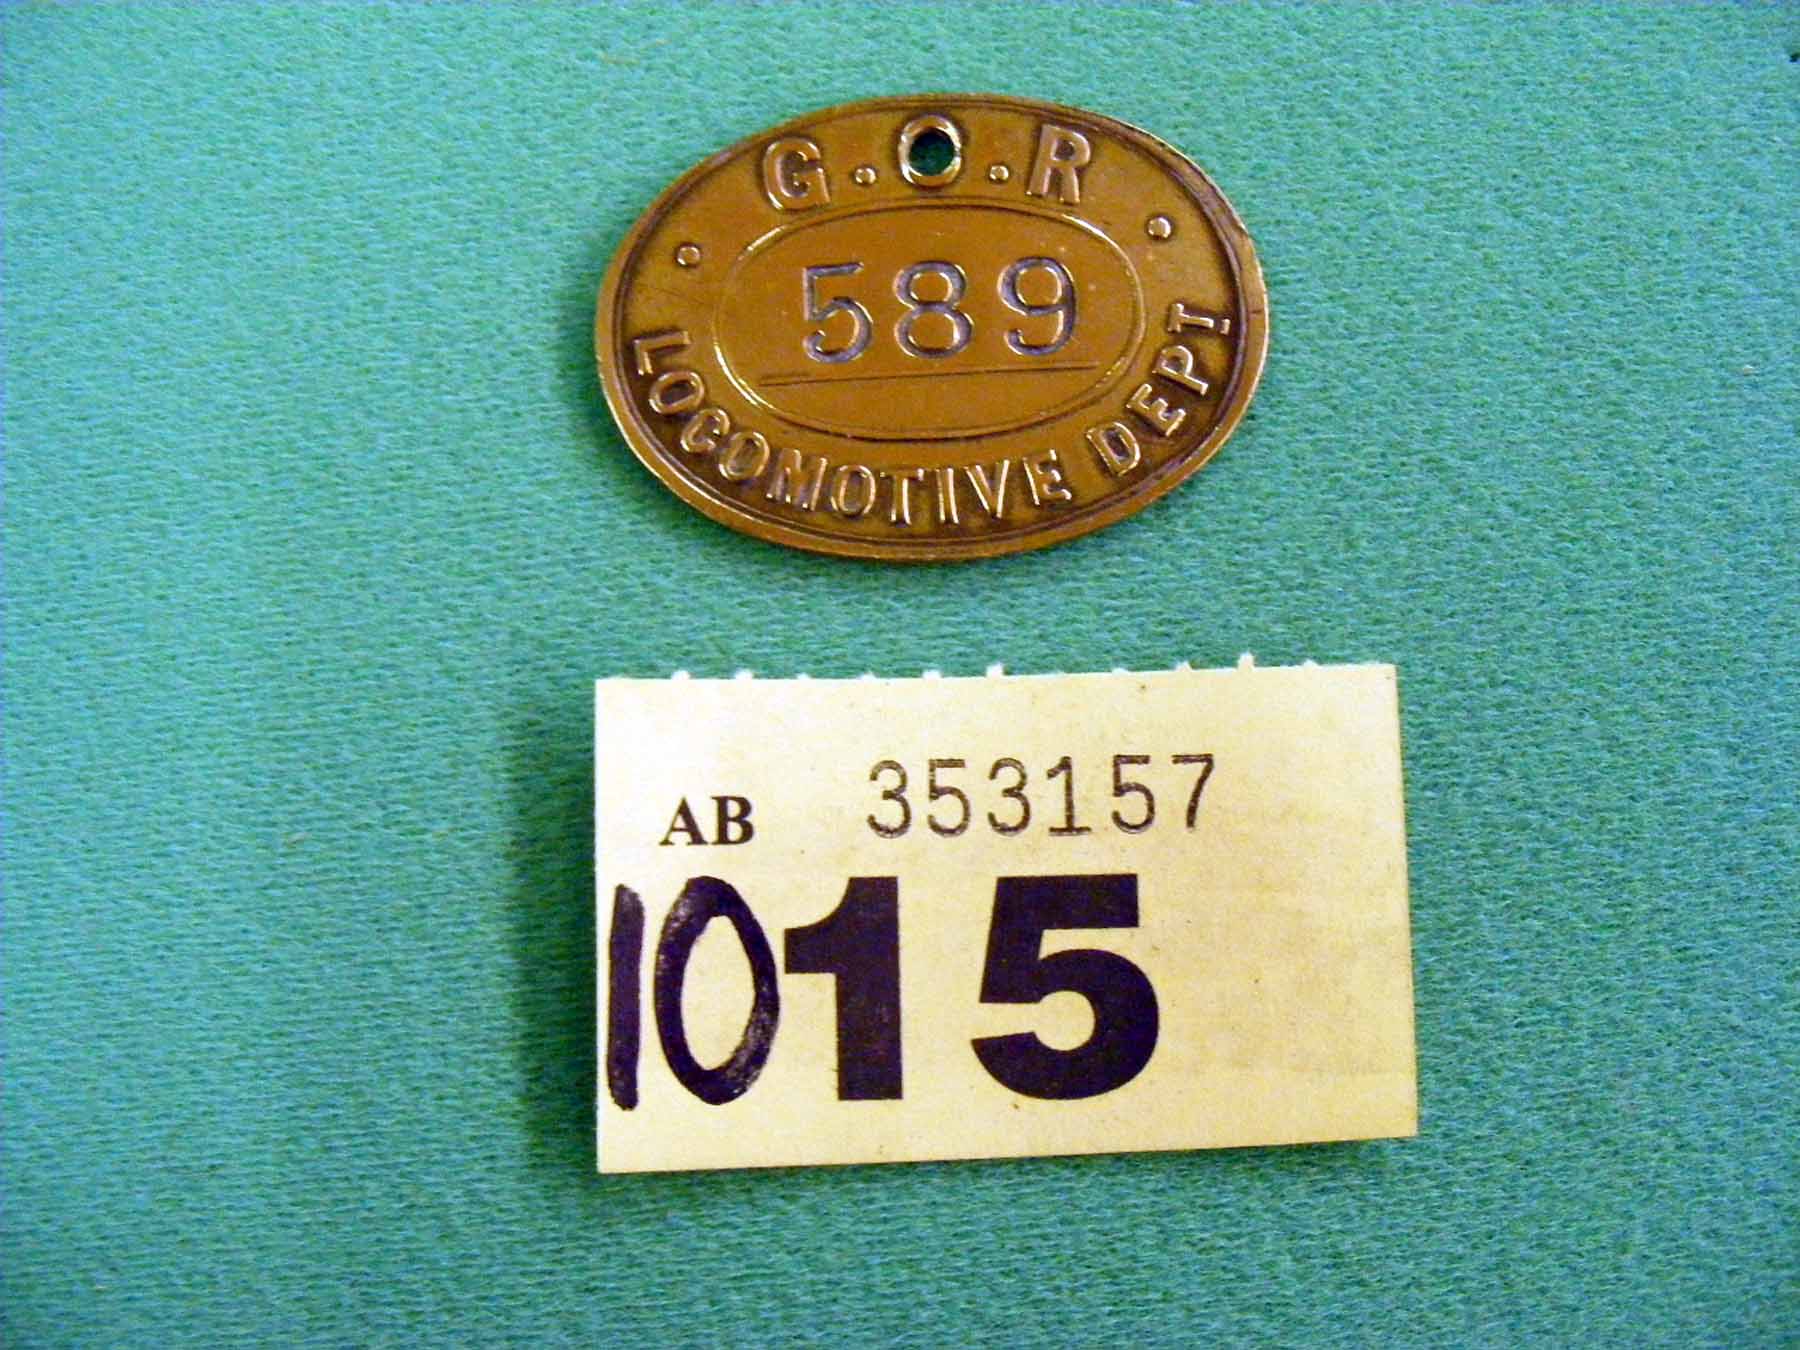 G.C.R.
589
LOCOMOTIVE DEPT
AB 353157
1015